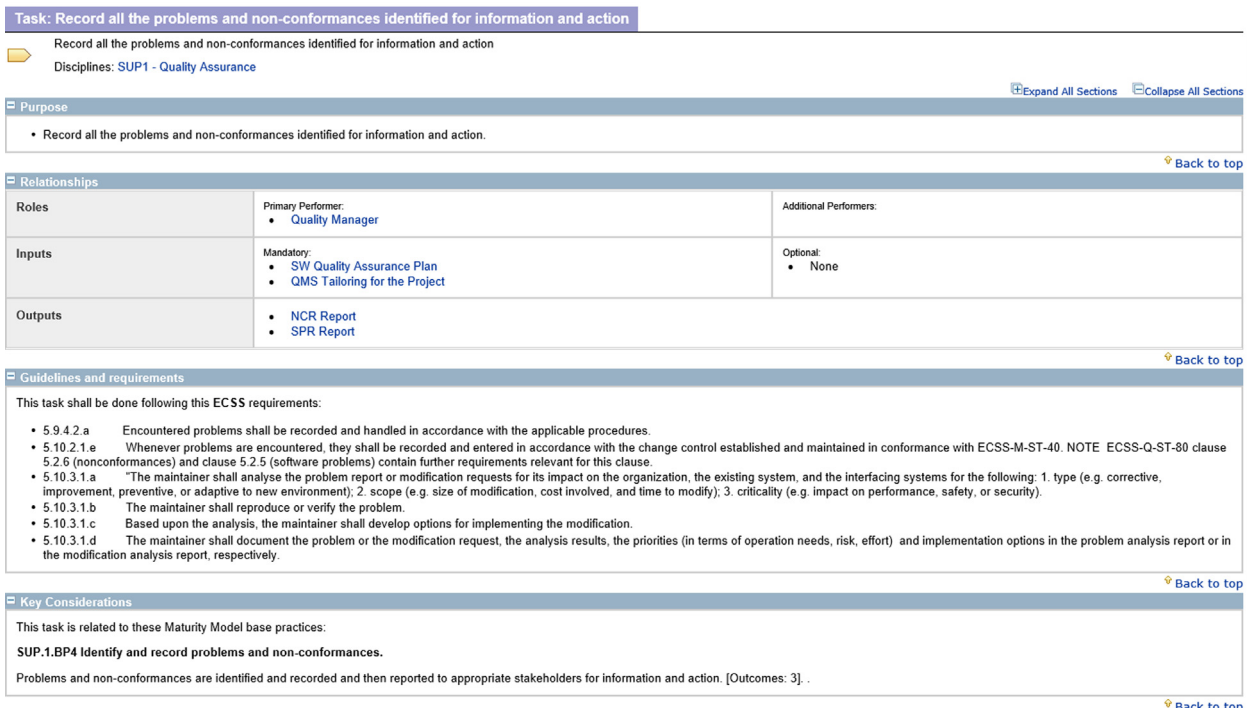 Task: Record all the problems and non-conformances identified for information and action
Record all the problems and non-conformances identified for information and action
Disciplines: SUP1 - Quality Assurance
Expand All Sections Collapse All Sections
Purpose
• Record all the problems and non-conformances identified for information and action.
Back to top
Relationships
Roles
Primary Performer:
• Quality Manager
Additional Performers:
Inputs
Mandatory:
• SW Quality Assurance Plan
• QMS Tailoring for the Project
Optional:
• None
Outputs
• NCR Report
• SPR Report
Back to top
Guidelines and requirements
This task shall be done following this ECSS requirements:
• 5.9.4.2.a Encountered problems shall be recorded and handled in accordance with the applicable procedures.
• 5.10.2.1.e Whenever problems are encountered, they shall be recorded and entered in accordance with the change control established and maintained in conformance with ECSS-M-ST-40. NOTE ECSS-Q-ST-80 clause
5.2.6 (nonconformances) and clause 5.2.5 (software problems) contain further requirements relevant for this clause.
• 5.10.3.1.a "The maintainer shall analyse the problem report or modification requests for its impact on the organization, the existing system, and the interfacing systems for the following: 1. type (e.g. corrective,
improvement, preventive, or adaptive to new environment); 2. scope (e.g. size of modification, cost involved, and time to modify); 3. criticality (e.g. impact on performance, safety, or security).
• 5.10.3.1.b The maintainer shall reproduce or verify the problem.
• 5.10.3.1.c Based upon the analysis, the maintainer shall develop options for implementing the modification.
• 5.10.3.1.d The maintainer shall document the problem or the modification request, the analysis results, the priorities (in terms of operation needs, risk, effort) and implementation options in the problem analysis report or in
the modification analysis report, respectively.
Back to top
Key Considerations
This task is related to these Maturity Model base practices:
SUP.1.BP4 Identify and record problems and non-conformances.
Problems and non-conformances are identified and recorded and then reported to appropriate stakeholders for information and action. [Outcomes: 3]. .
Back to top